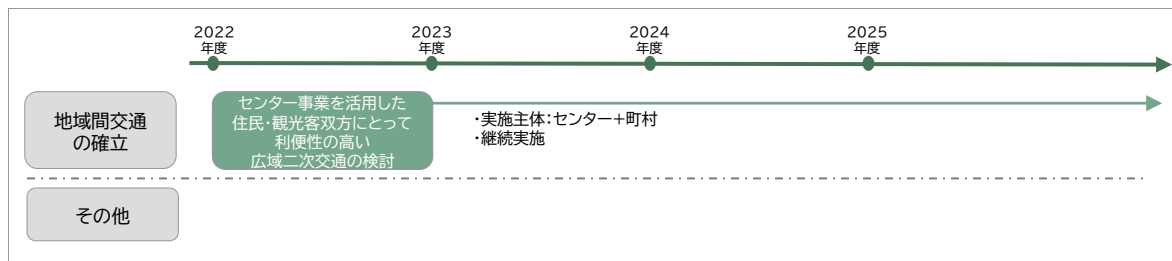 2022
年度
2023
年度
2024
年度
2025
年度
地域間交通
の確立
センター事業を活用した
住民・観光客双方にとって
利便性の高い
広域二次交通の検討
・実施主体：センター+町村
・継続実施
その他